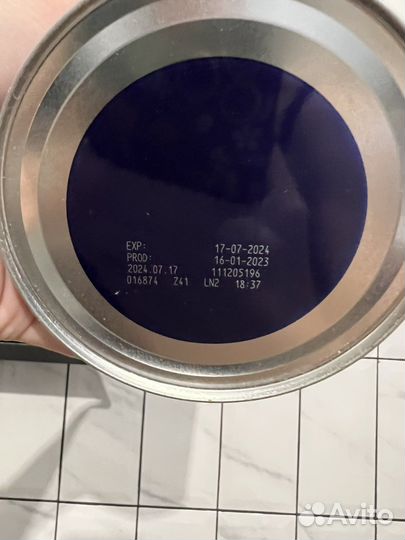 EXP: 17-07-2024
PROD: 16-01-2023
2024.07.17 111205196
016874 Z41 LN2 18:37
Avito